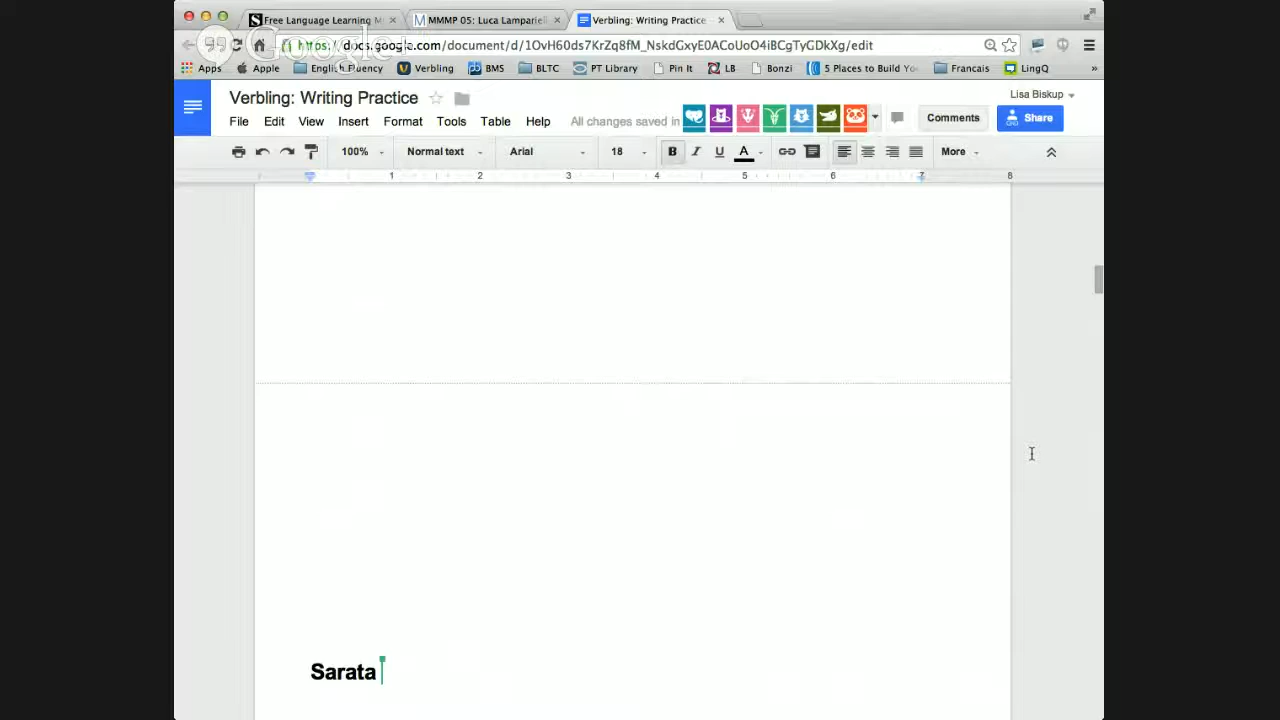 Free Language Learning M
MMMP 05: Luca Lampariell
Verbling: Writing Practice
Google+
https://docs.google.com/document/d/1OvH60ds7KrZq8fM_NskdGxyE0ACoUoO4iBCgTyGDkXg/edit
Apps Apple English Fluency Verbling BMS BLTC PT Library Pin It LB Bonzi 5 Places to Build Yo Francais LingQ »
Verbling: Writing Practice
Lisa Biskup
File Edit View Insert Format Tools Table Help All changes saved in Comments Share
100% Normal text Arial 18 B I U A More
1 2 3 4 5 6 7 8
Sarata